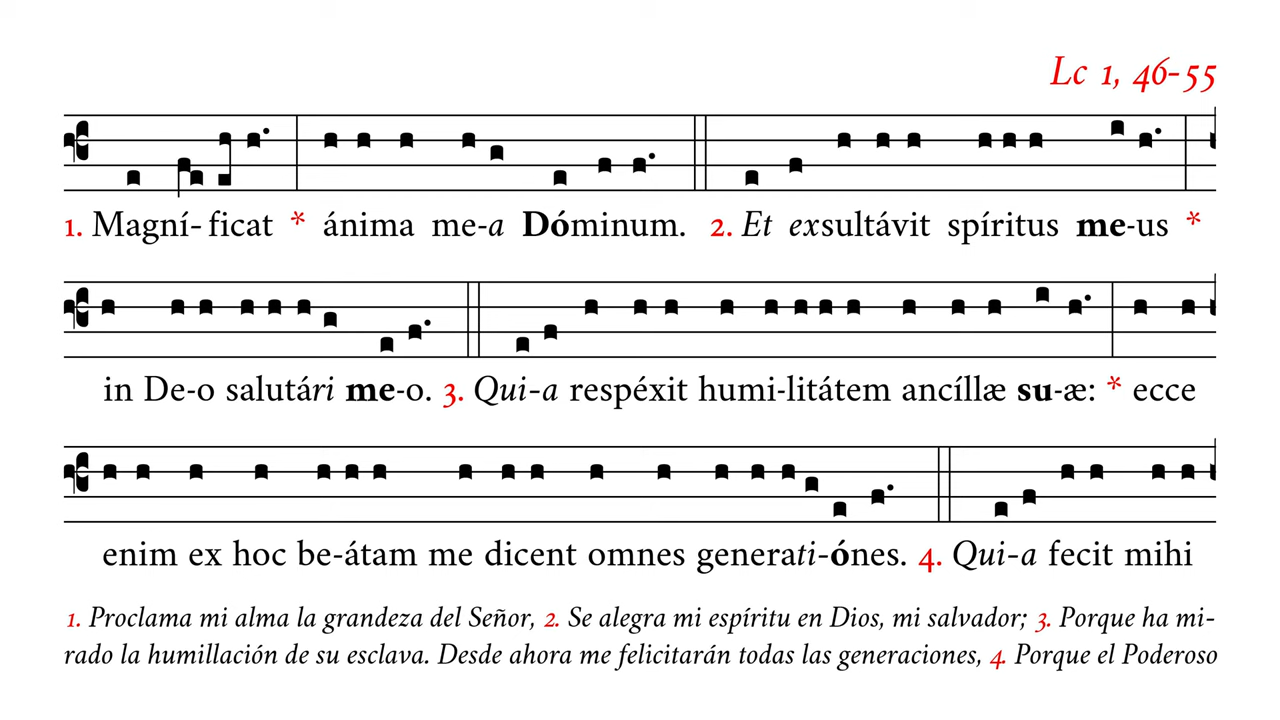 Lc 1, 46-55
1. Magní-ficat * ánima me-a Dóminum. 2. Et exsultávit spíritus me-us *
in De-o salutári me-o. 3. Qui-a respéxit humi-litátem ancíllæ su-æ: * ecce
enim ex hoc be-átam me dicent omnes generati-ónes. 4. Qui-a fecit mihi
1. Proclama mi alma la grandeza del Señor, 2. Se alegra mi espíritu en Dios, mi salvador; 3. Porque ha mi-
rado la humillación de su esclava. Desde ahora me felicitarán todas las generaciones, 4. Porque el Poderoso